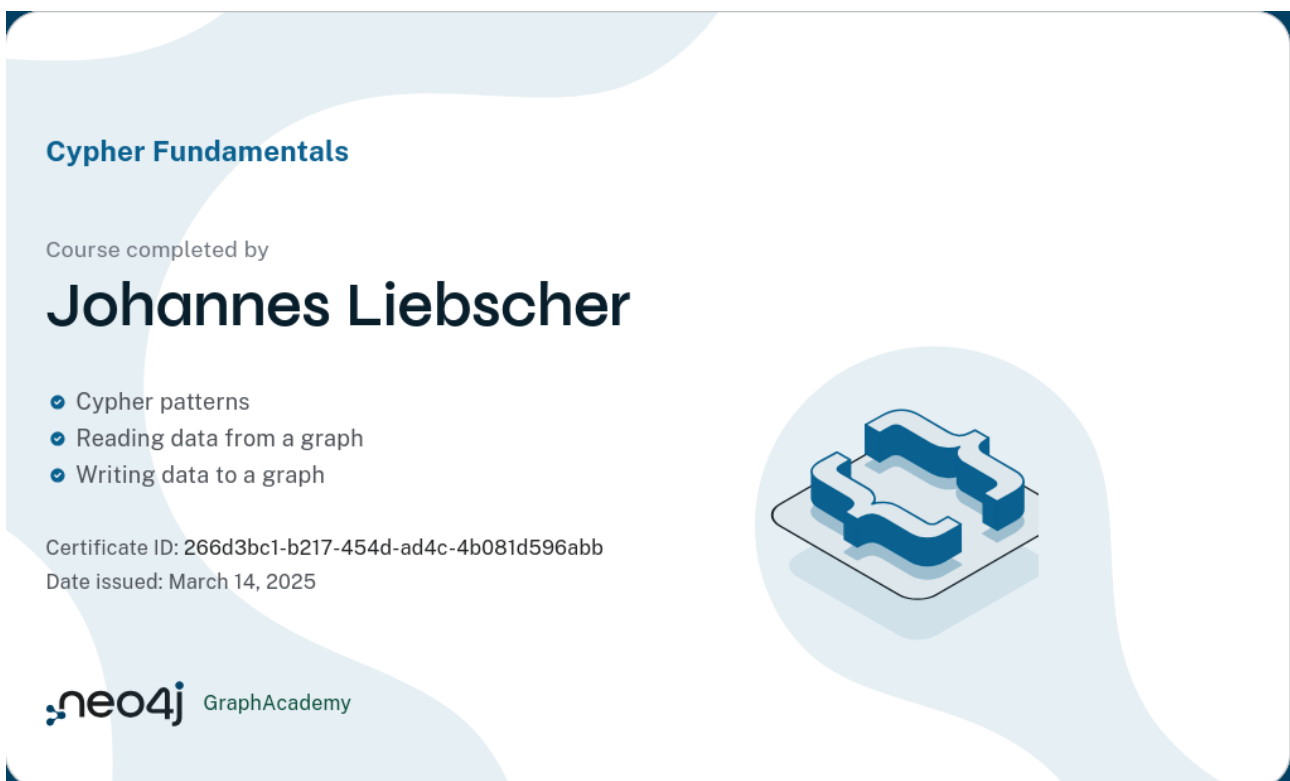 Cypher Fundamentals
Course completed by
Johannes Liebscher
Cypher patterns
Reading data from a graph
Writing data to a graph
Certificate ID: 266d3bc1-b217-454d-ad4c-4b081d596abb
Date issued: March 14, 2025
neo4j GraphAcademy